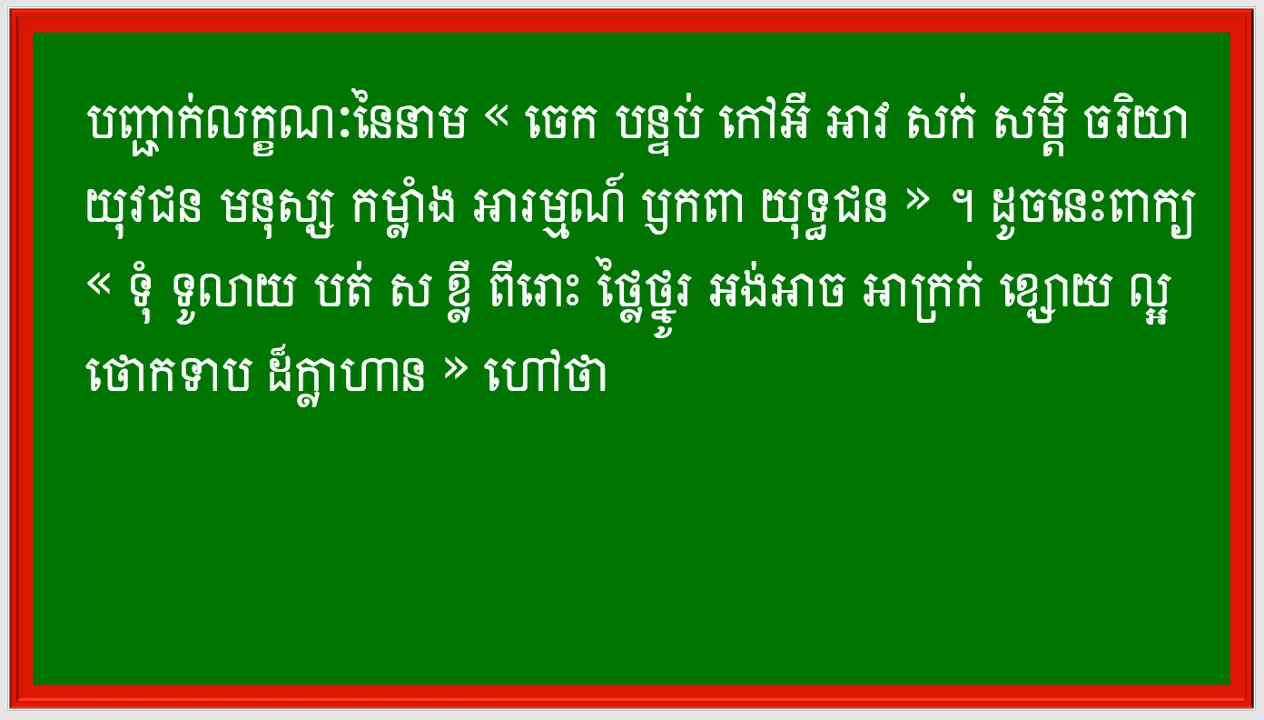 បញ្ជាក់លក្ខណៈនៃនាម « ចេក បន្ទប់ កៅអី អាវ សក់ សម្ដី ចរិយា
យុវជន មនុស្ស កម្លាំង អារម្មណ៍ ឫកពា យុទ្ធជន » ។ ដូចនេះពាក្យ
« ទុំ ទូលាយ បត់ ស ខ្លី ពីរោះ ថ្លៃថ្នូរ អង់អាច អាក្រក់ ខ្សោយ ល្អ
ថោកទាប ដ៏ក្លាហាន » ហៅថា